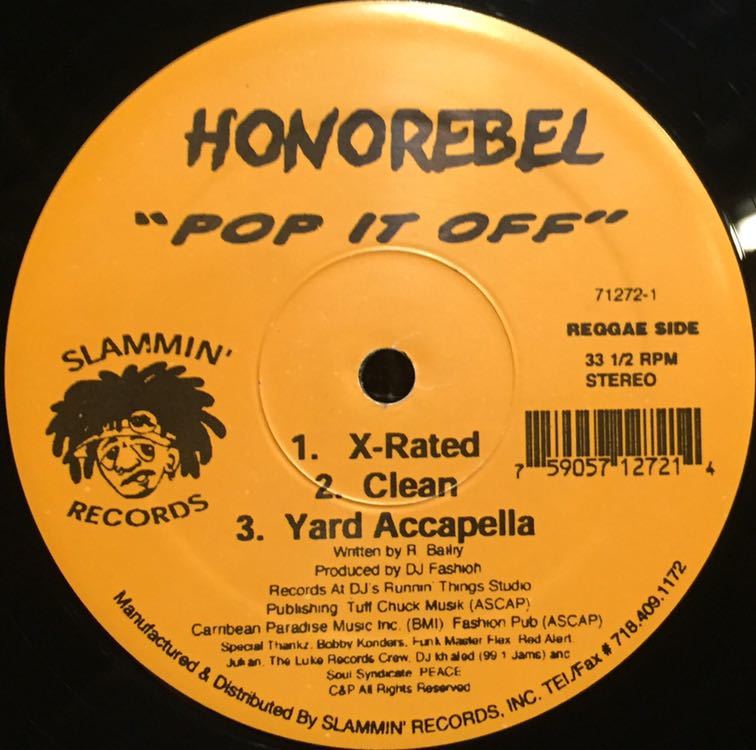 HONOREBEL
"POP IT OFF"
71272-1
REGGAE SIDE
33 1/2 RPM
STEREO
SLAMMIN'
RECORDS
7 59057 12721 4
1. X-Rated
2. Clean
3. Yard Accapella
Written by R Bailry
Produced by DJ Fashioh
Records At DJ's Runnin' Things Studio
Publishing Tuff Chuck Musik (ASCAP)
Carribean Paradise Music Inc. (BMI) Fashion Pub (ASCAP)
Special Thankz. Bobby Konders, Funk Master Flex Red Alert
Julian, The Luke Records Crew, DJ khaled (99 1 Jams) and
Soul Syndicate PEACE
C&P All Rights Reserved
Manufactured & Distributed By SLAMMIN' RECORDS, INC. TEl./Fax # 718.409.1172